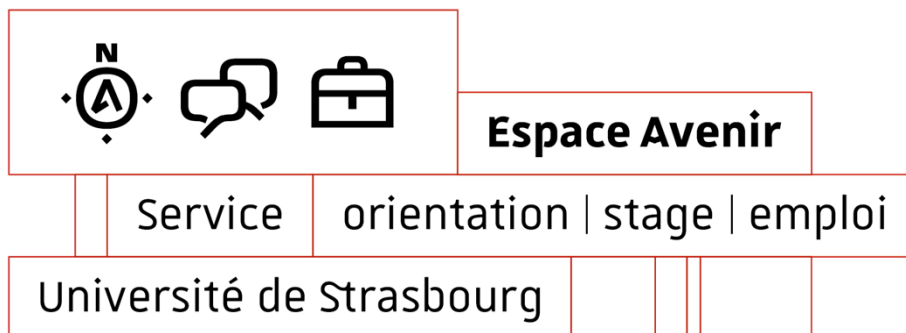 N
Espace Avenir
Service orientation | stage | emploi
Université de Strasbourg